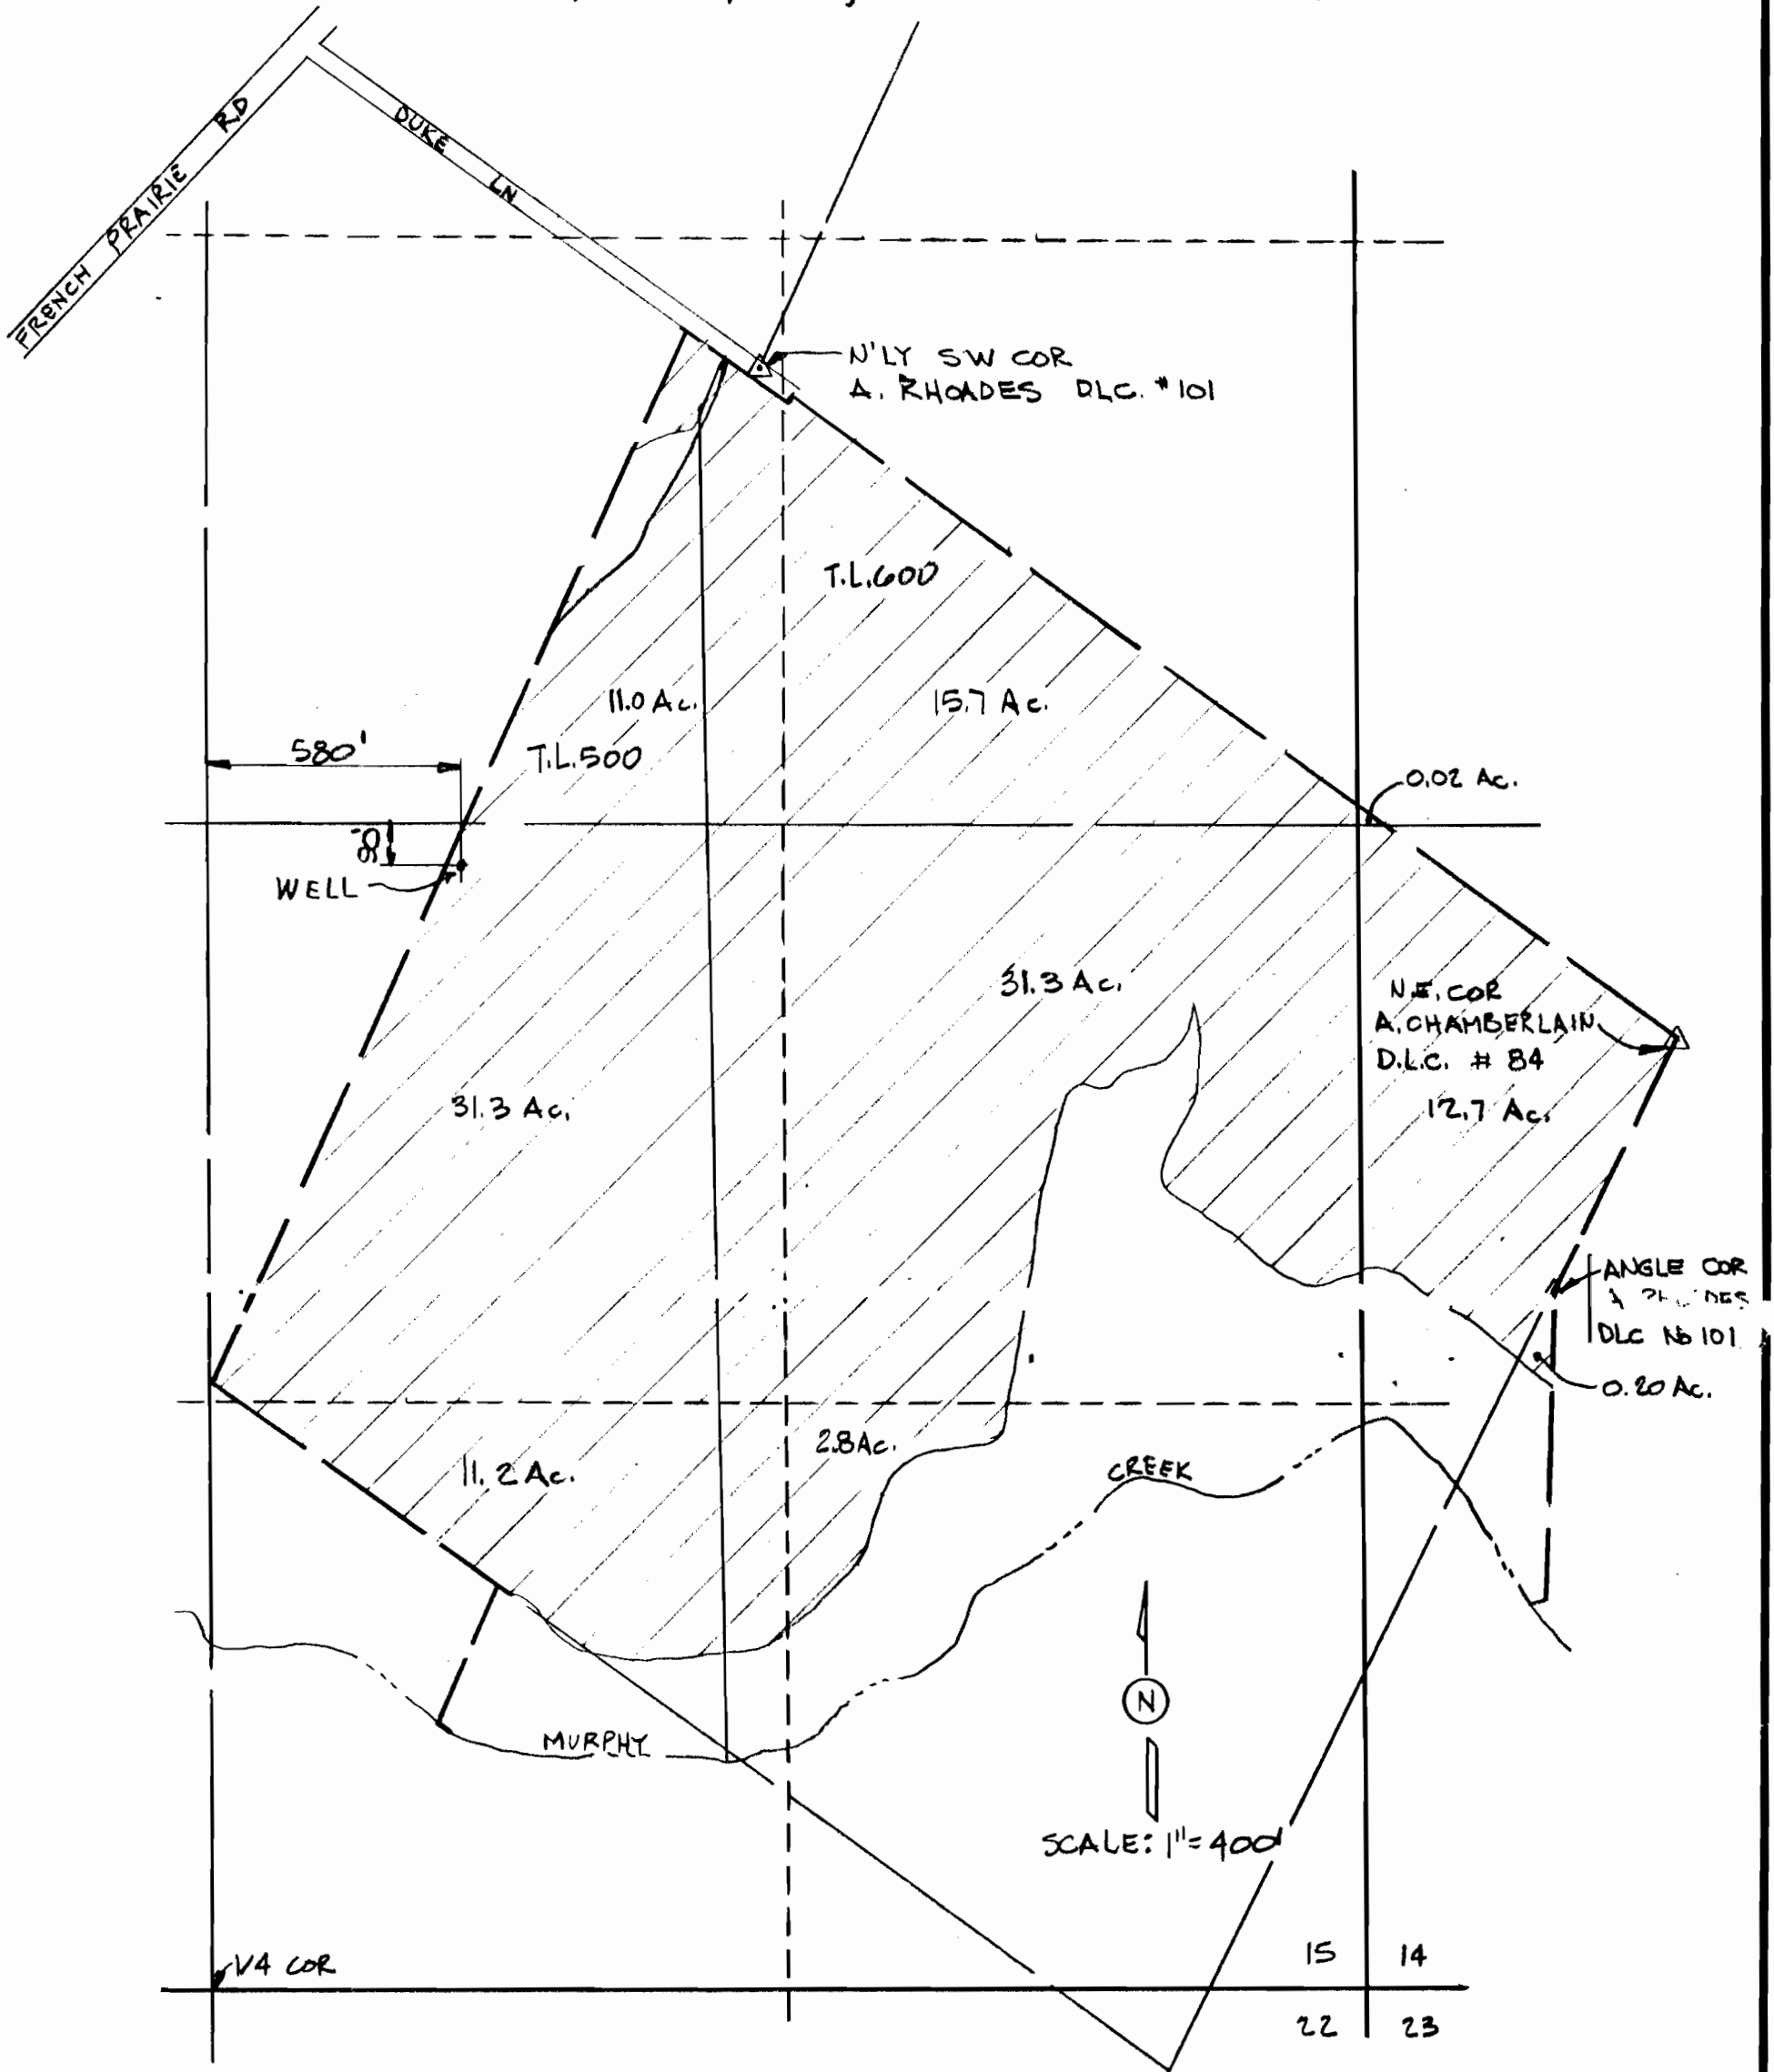 FRENCH PRAIRIE RD
DUKE LN
N'LY SW COR
A. RHOADES DLC. #101
T.L.600
11.0 Ac.
15.7 Ac.
580'
T.L.500
0.02 Ac.
WELL
31.3 Ac.
N.E. COR
A. CHAMBERLAIN
D.L.C. # 84
12.7 Ac.
31.3 Ac.
ANGLE COR
DLC No 101
0.20 Ac.
2.8 Ac.
11.2 Ac.
CREEK
N
MURPHY
SCALE: 1"=400'
1/4 COR
15 14
22 23